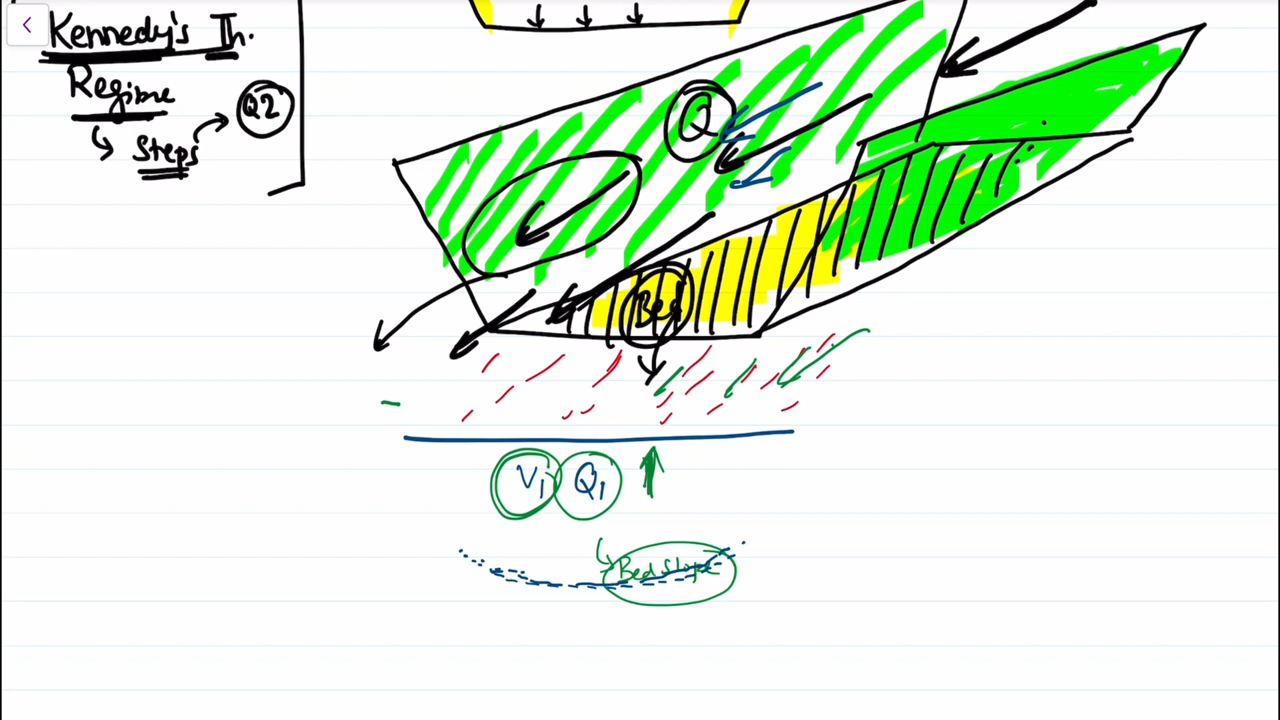 Kennedy's Th.
Regime
Q2
Steps
Q
Bed
V1 Q1
Bed Slope